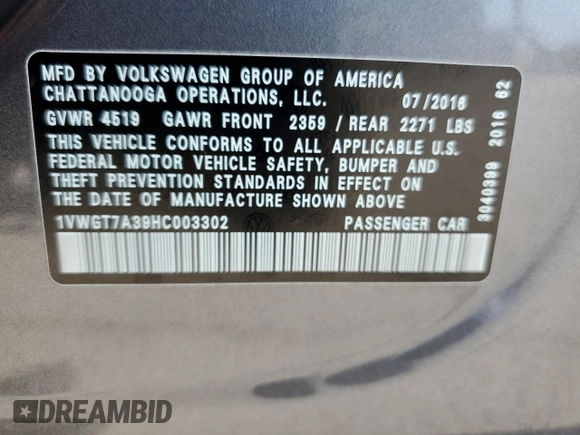 MFD BY VOLKSWAGEN GROUP OF AMERICA
CHATTANOOGA OPERATIONS, LLC. 07/2016
GVWR 4519 GAWR FRONT 2359 / REAR 2271 LBS
THIS VEHICLE CONFORMS TO ALL APPLICABLE U.S.
FEDERAL MOTOR VEHICLE SAFETY, BUMPER AND
THEFT PREVENTION STANDARDS IN EFFECT ON
THE DATE OF MANUFACTURE SHOWN ABOVE
1VWGT7A39HC003302 PASSENGER CAR
3040399 2016 62
DREAMBID